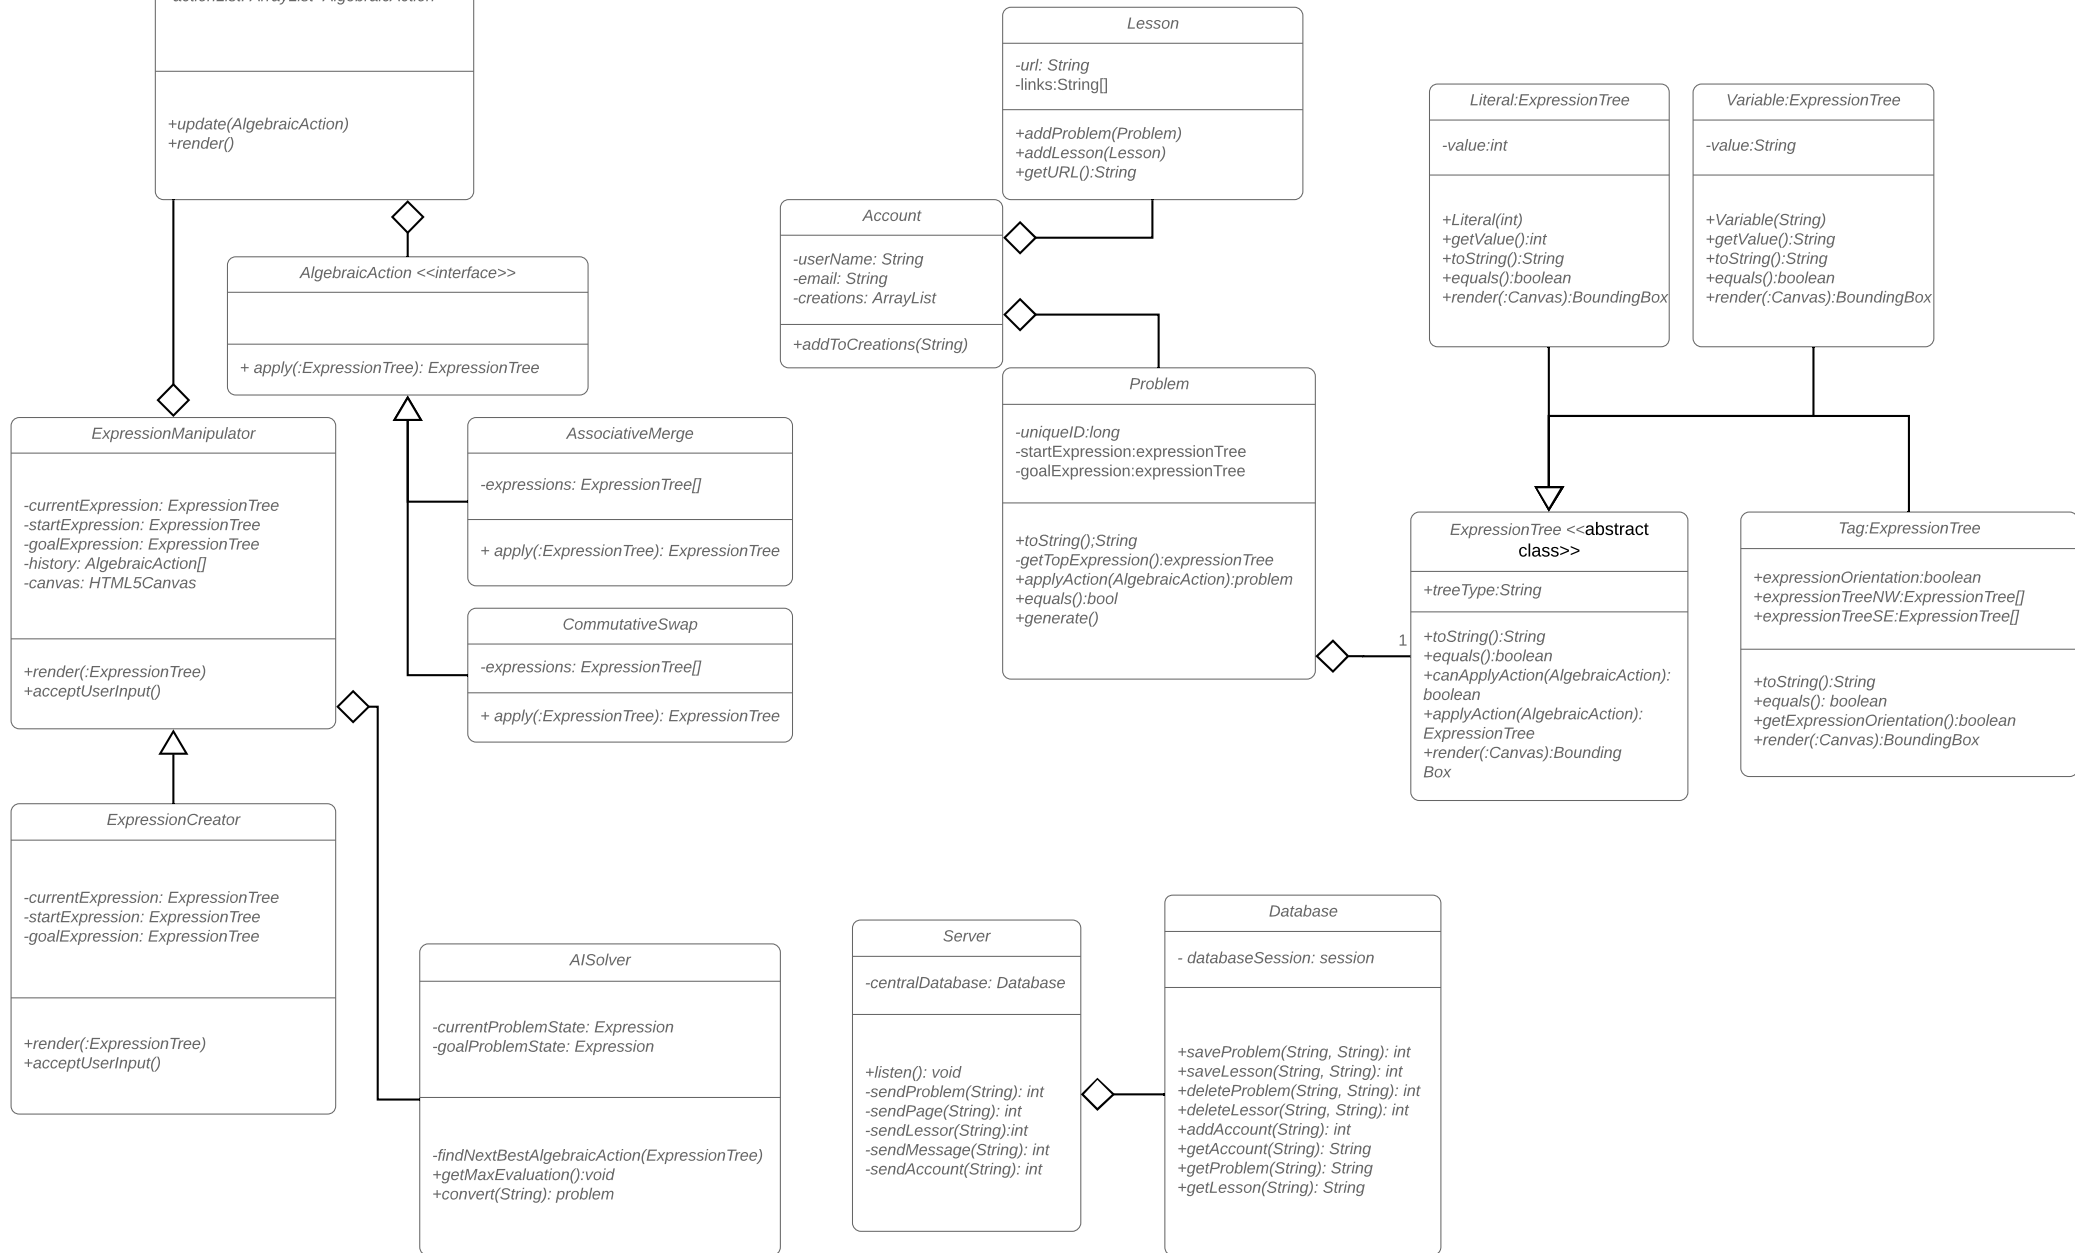 +update(AlgebraicAction)
+render()
AlgebraicAction <<interface>>
+ apply(:ExpressionTree): ExpressionTree
ExpressionManipulator
-currentExpression: ExpressionTree
-startExpression: ExpressionTree
-goalExpression: ExpressionTree
-history: AlgebraicAction[]
-canvas: HTML5Canvas
+render(:ExpressionTree)
+acceptUserInput()
AssociativeMerge
-expressions: ExpressionTree[]
+ apply(:ExpressionTree): ExpressionTree
CommutativeSwap
-expressions: ExpressionTree[]
+ apply(:ExpressionTree): ExpressionTree
ExpressionCreator
-currentExpression: ExpressionTree
-startExpression: ExpressionTree
-goalExpression: ExpressionTree
+render(:ExpressionTree)
+acceptUserInput()
AISolver
-currentProblemState: Expression
-goalProblemState: Expression
-findNextBestAlgebraicAction(ExpressionTree)
+getMaxEvaluation():void
+convert(String): problem
Lesson
-url: String
-links:String[]
+addProblem(Problem)
+addLesson(Lesson)
+getURL():String
Account
-userName: String
-email: String
-creations: ArrayList
+addToCreations(String)
Problem
-uniqueID:long
-startExpression:expressionTree
-goalExpression:expressionTree
+toString();String
-getTopExpression():expressionTree
+applyAction(AlgebraicAction):problem
+equals():bool
+generate()
1
Literal:ExpressionTree
-value:int
+Literal(int)
+getValue():int
+toString():String
+equals():boolean
+render(:Canvas):BoundingBox
Variable:ExpressionTree
-value:String
+Variable(String)
+getValue():String
+toString():String
+equals():boolean
+render(:Canvas):BoundingBox
ExpressionTree <<abstract
class>>
+treeType:String
+toString():String
+equals():boolean
+canApplyAction(AlgebraicAction):
boolean
+applyAction(AlgebraicAction):
ExpressionTree
+render(:Canvas):Bounding
Box
Tag:ExpressionTree
+expressionOrientation:boolean
+expressionTreeNW:ExpressionTree[]
+expressionTreeSE:ExpressionTree[]
+toString():String
+equals(): boolean
+getExpressionOrientation():boolean
+render(:Canvas):BoundingBox
Server
-centralDatabase: Database
+listen(): void
-sendProblem(String): int
-sendPage(String): int
-sendLessor(String):int
-sendMessage(String): int
-sendAccount(String): int
Database
- databaseSession: session
+saveProblem(String, String): int
+saveLesson(String, String): int
+deleteProblem(String, String): int
+deleteLessor(String, String): int
+addAccount(String): int
+getAccount(String): String
+getProblem(String): String
+getLesson(String): String